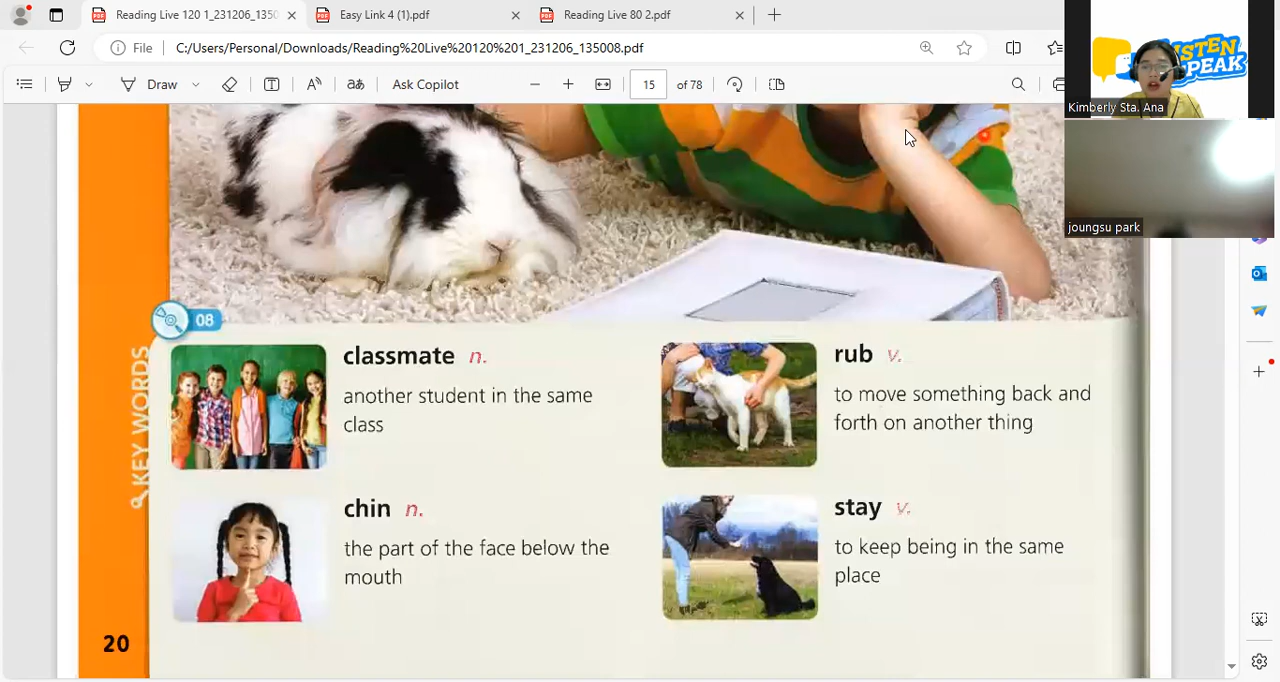 Reading Live 120 1_231206_1350
Easy Link 4 (1).pdf
Reading Live 80 2.pdf
File
C:/Users/Personal/Downloads/Reading%20Live%20120%201_231206_135008.pdf
Draw
Ask Copilot
15 of 78
ISTEN
PEAK
Kimberly Sta. Ana
joungsu park
08
KEY WORDS
classmate n.
another student in the same
class
rub v.
to move something back and
forth on another thing
chin n.
the part of the face below the
mouth
stay v.
to keep being in the same
place
20